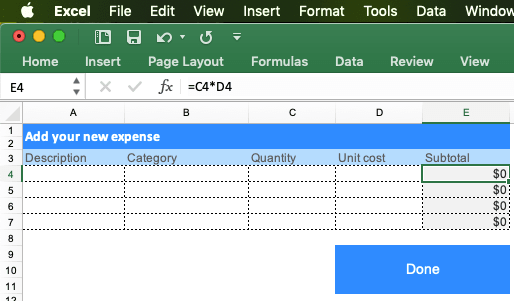 Excel File Edit View Insert Format Tools Data Window
Home Insert Page Layout Formulas Data Review View
E4 fx =C4*D4
A B C D E
1
Add your new expense
2
3 Description Category Quantity Unit cost Subtotal
4 $0
5 $0
6 $0
7 $0
8
9
10 Done
11
12